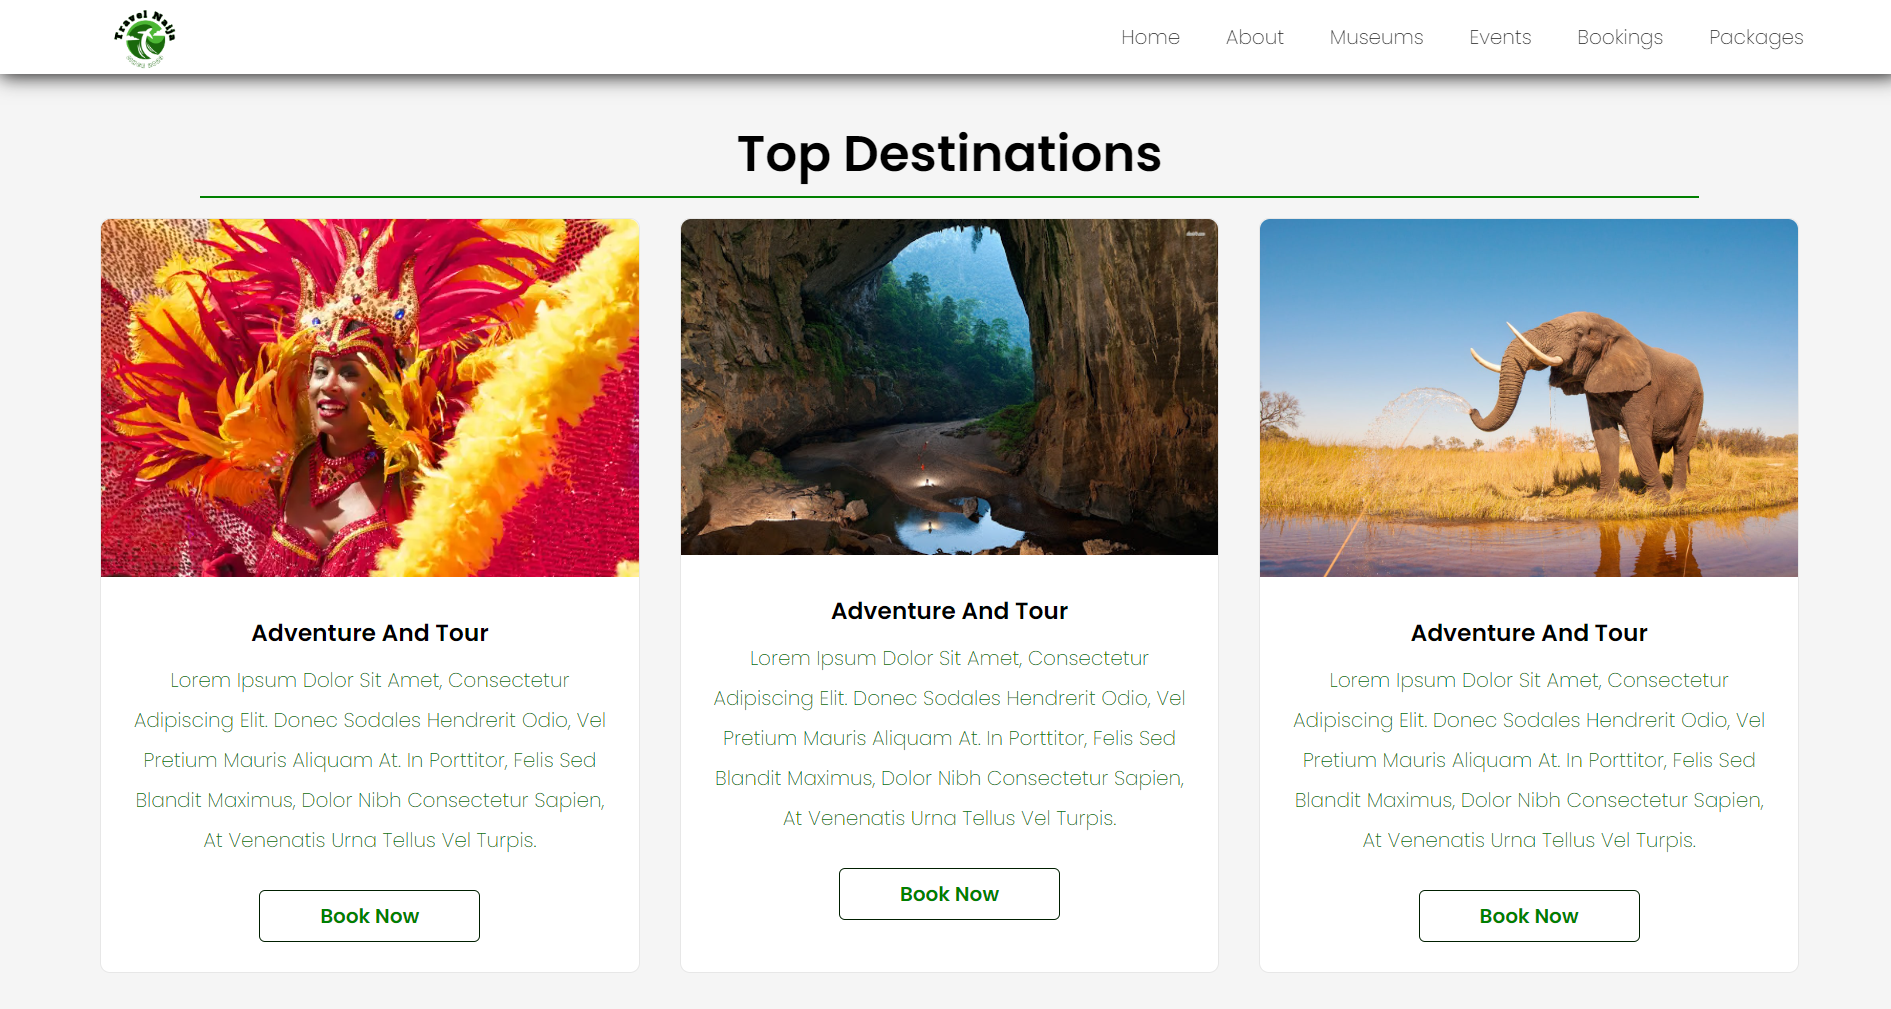 Travel Naija
Home
About
Museums
Events
Bookings
Packages
Top Destinations
Adventure And Tour
Lorem Ipsum Dolor Sit Amet, Consectetur
Adipiscing Elit. Donec Sodales Hendrerit Odio, Vel
Pretium Mauris Aliquam At. In Porttitor, Felis Sed
Blandit Maximus, Dolor Nibh Consectetur Sapien,
At Venenatis Urna Tellus Vel Turpis.
Book Now
Adventure And Tour
Lorem Ipsum Dolor Sit Amet, Consectetur
Adipiscing Elit. Donec Sodales Hendrerit Odio, Vel
Pretium Mauris Aliquam At. In Porttitor, Felis Sed
Blandit Maximus, Dolor Nibh Consectetur Sapien,
At Venenatis Urna Tellus Vel Turpis.
Book Now
Adventure And Tour
Lorem Ipsum Dolor Sit Amet, Consectetur
Adipiscing Elit. Donec Sodales Hendrerit Odio, Vel
Pretium Mauris Aliquam At. In Porttitor, Felis Sed
Blandit Maximus, Dolor Nibh Consectetur Sapien,
At Venenatis Urna Tellus Vel Turpis.
Book Now